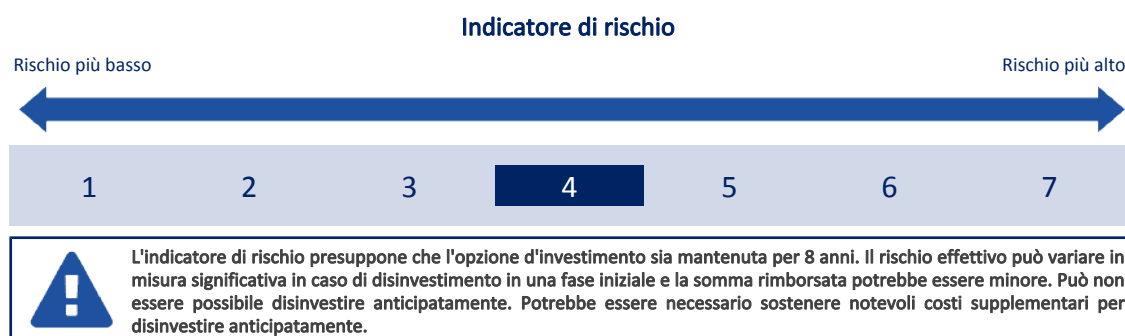 Indicatore di rischio
Rischio più basso
Rischio più alto
1 2 3 4 5 6 7
L'indicatore di rischio presuppone che l'opzione d'investimento sia mantenuta per 8 anni. Il rischio effettivo può variare in
misura significativa in caso di disinvestimento in una fase iniziale e la somma rimborsata potrebbe essere minore. Può non
essere possibile disinvestire anticipatamente. Potrebbe essere necessario sostenere notevoli costi supplementari per
disinvestire anticipatamente.